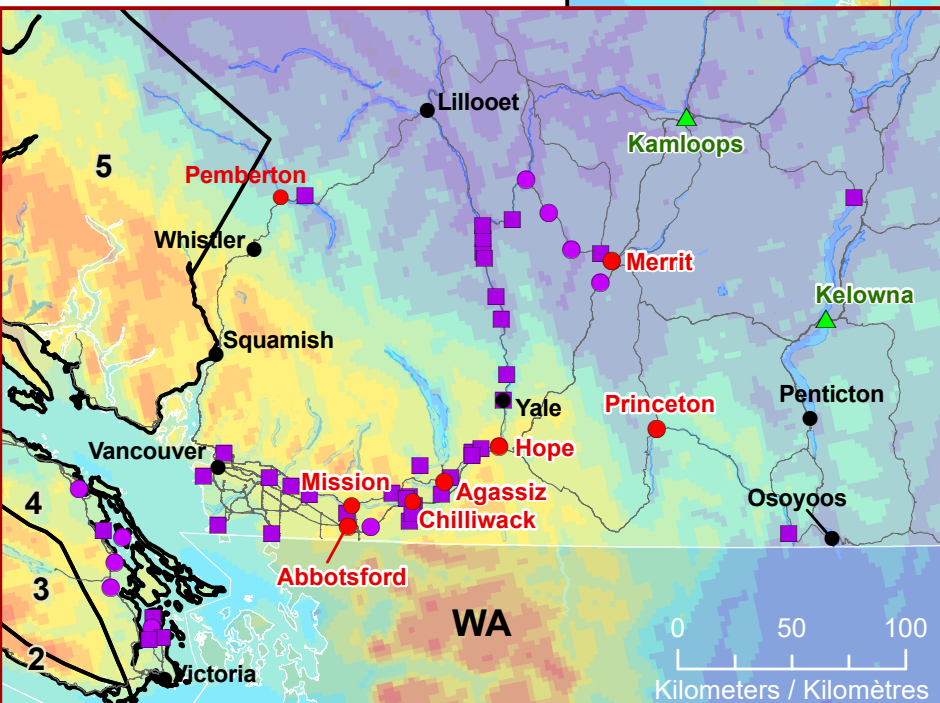 Lillooet
Kamloops
5
Pemberton
Whistler
Merrit
Kelowna
Squamish
Penticton
Yale
Princeton
Hope
Vancouver
Mission
Agassiz
Osoyoos
4
Chilliwack
Abbotsford
3
WA
0 50 100
2
Victoria
Kilometers / Kilomètres